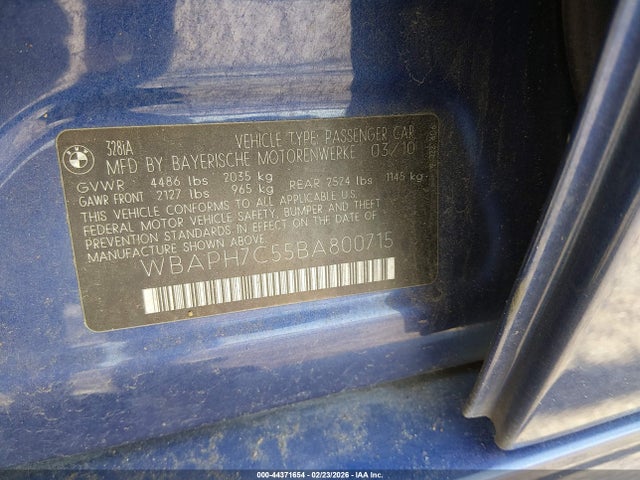 BMW
328iA
VEHICLE TYPE: PASSENGER CAR
MFD BY BAYERISCHE MOTORENWERKE 03/10
GVWR 4486 lbs 2035 kg
GAWR FRONT 2127 lbs 965 kg REAR 2524 lbs 1145 kg
THIS VEHICLE CONFORMS TO ALL APPLICABLE U.S.
FEDERAL MOTOR VEHICLE SAFETY, BUMPER, AND THEFT
PREVENTION STANDARDS IN EFFECT ON THE DATE OF
MANUFACTURE SHOWN ABOVE.
WBAPH7C55BA800715
000-44371654 - 02/23/2026 - IAA Inc.